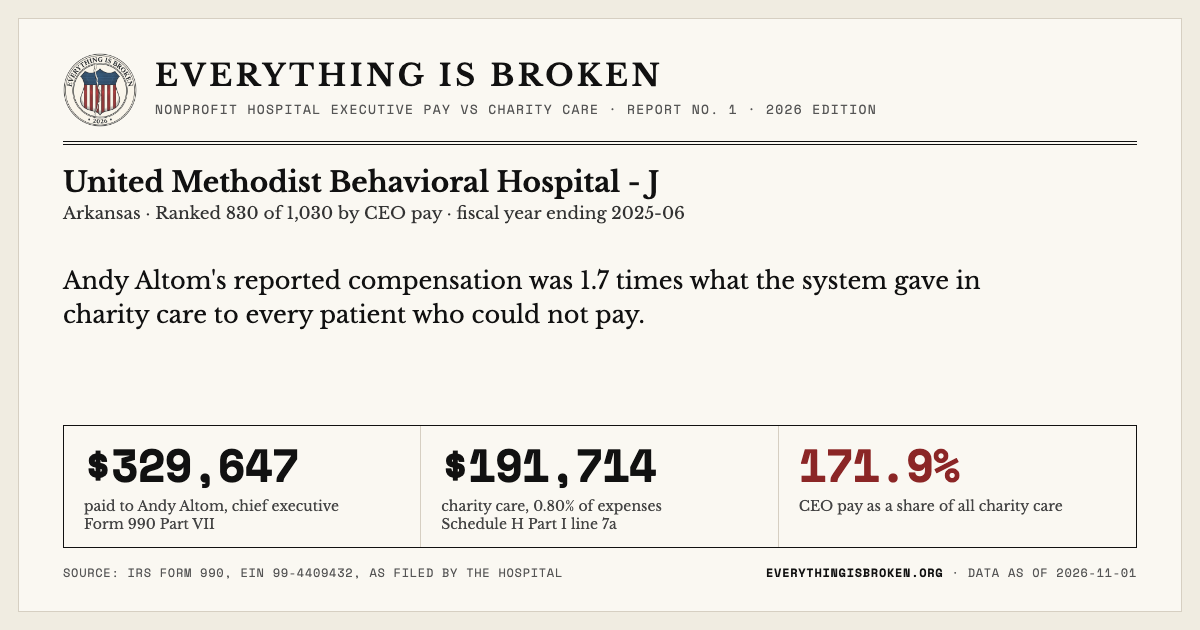 EVERYTHING IS BROKEN
2026
EVERYTHING IS BROKEN
NONPROFIT HOSPITAL EXECUTIVE PAY VS CHARITY CARE · REPORT NO. 1 · 2026 EDITION
United Methodist Behavioral Hospital - J
Arkansas · Ranked 830 of 1,030 by CEO pay · fiscal year ending 2025-06
Andy Altom's reported compensation was 1.7 times what the system gave in
charity care to every patient who could not pay.
$329,647
paid to Andy Altom, chief executive
Form 990 Part VII
$191,714
charity care, 0.80% of expenses
Schedule H Part I line 7a
171.9%
CEO pay as a share of all charity care
SOURCE: IRS FORM 990, EIN 99-4409432, AS FILED BY THE HOSPITAL
EVERYTHINGISBROKEN.ORG · DATA AS OF 2026-11-01